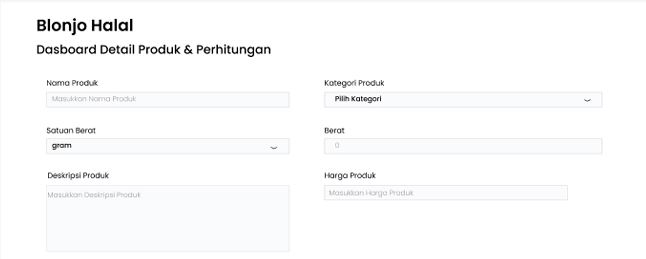 Blonjo Halal
Dasboard Detail Produk & Perhitungan
Nama Produk
Masukkan Nama Produk
Kategori Produk
Pilih Kategori
Satuan Berat
gram
Berat
0
Deskripsi Produk
Masukkan Deskripsi Produk
Harga Produk
Masukkan Harga Produk